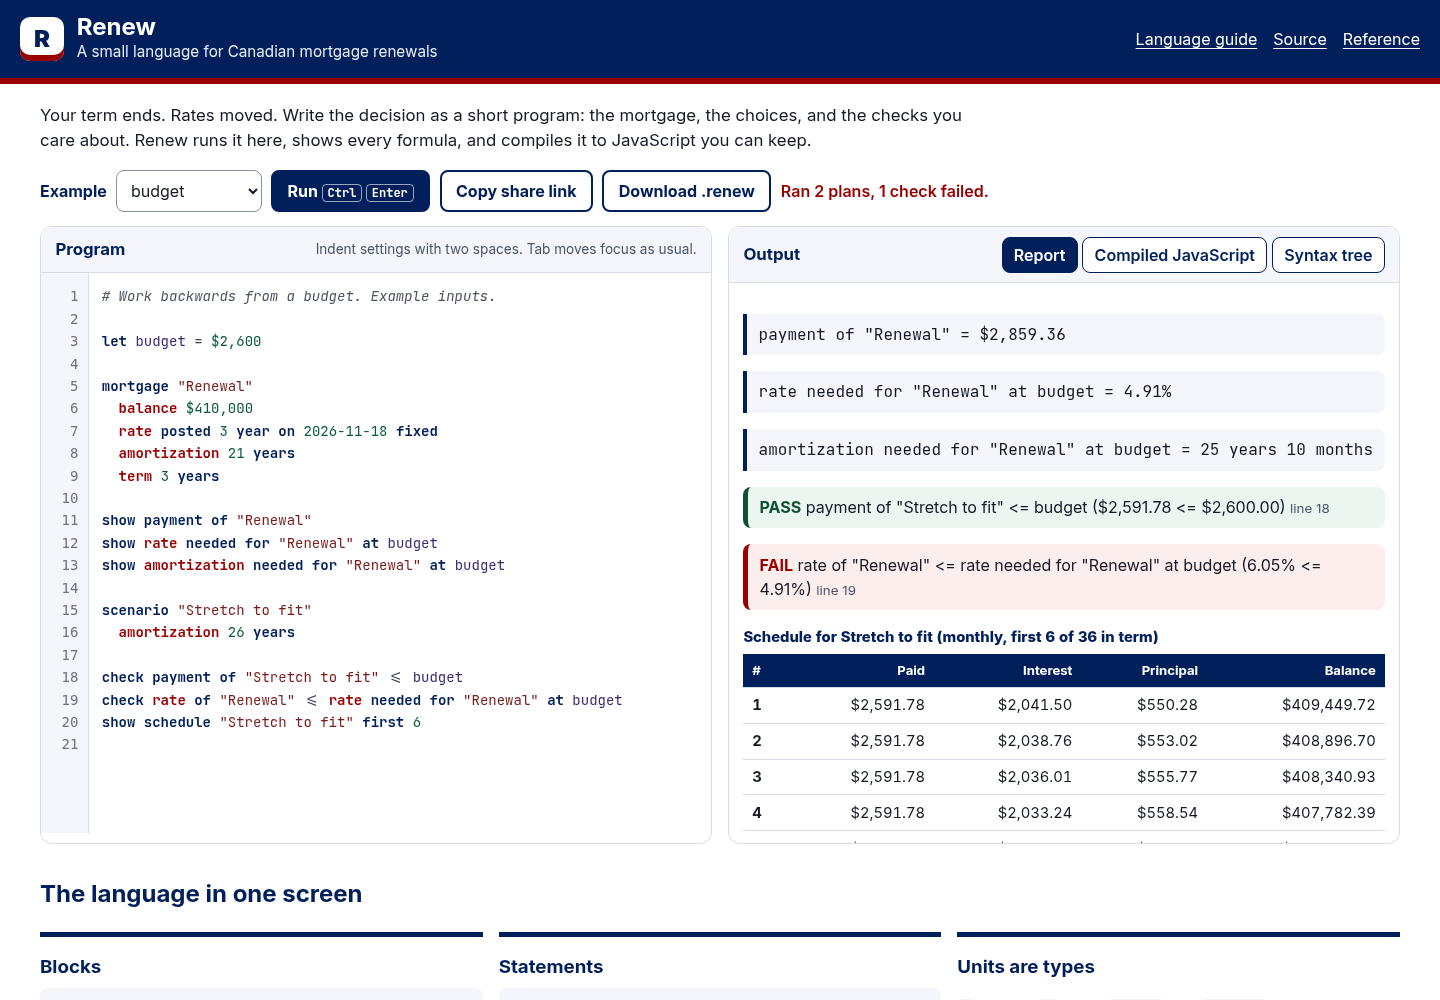 R
Renew
A small language for Canadian mortgage renewals
Language guide Source Reference
Your term ends. Rates moved. Write the decision as a short program: the mortgage, the choices, and the checks you
care about. Renew runs it here, shows every formula, and compiles it to JavaScript you can keep.
Example budget Run Ctrl Enter Copy share link Download .renew Ran 2 plans, 1 check failed.
Program Indent settings with two spaces. Tab moves focus as usual.
1 # Work backwards from a budget. Example inputs.
2
3 let budget = $2,600
4
5 mortgage "Renewal"
6   balance $410,000
7   rate posted 3 year on 2026-11-18 fixed
8   amortization 21 years
9   term 3 years
10
11 show payment of "Renewal"
12 show rate needed for "Renewal" at budget
13 show amortization needed for "Renewal" at budget
14
15 scenario "Stretch to fit"
16   amortization 26 years
17
18 check payment of "Stretch to fit" <= budget
19 check rate of "Renewal" <= rate needed for "Renewal" at budget
20 show schedule "Stretch to fit" first 6
21
Output Report Compiled JavaScript Syntax tree
payment of "Renewal" = $2,859.36
rate needed for "Renewal" at budget = 4.91%
amortization needed for "Renewal" at budget = 25 years 10 months
PASS payment of "Stretch to fit" <= budget ($2,591.78 <= $2,600.00) line 18
FAIL rate of "Renewal" <= rate needed for "Renewal" at budget (6.05% <=
4.91%) line 19
Schedule for Stretch to fit (monthly, first 6 of 36 in term)
# Paid Interest Principal Balance
1 $2,591.78 $2,041.50 $550.28 $409,449.72
2 $2,591.78 $2,038.76 $553.02 $408,896.70
3 $2,591.78 $2,036.01 $555.77 $408,340.93
4 $2,591.78 $2,033.24 $558.54 $407,782.39
The language in one screen
Blocks Statements Units are types